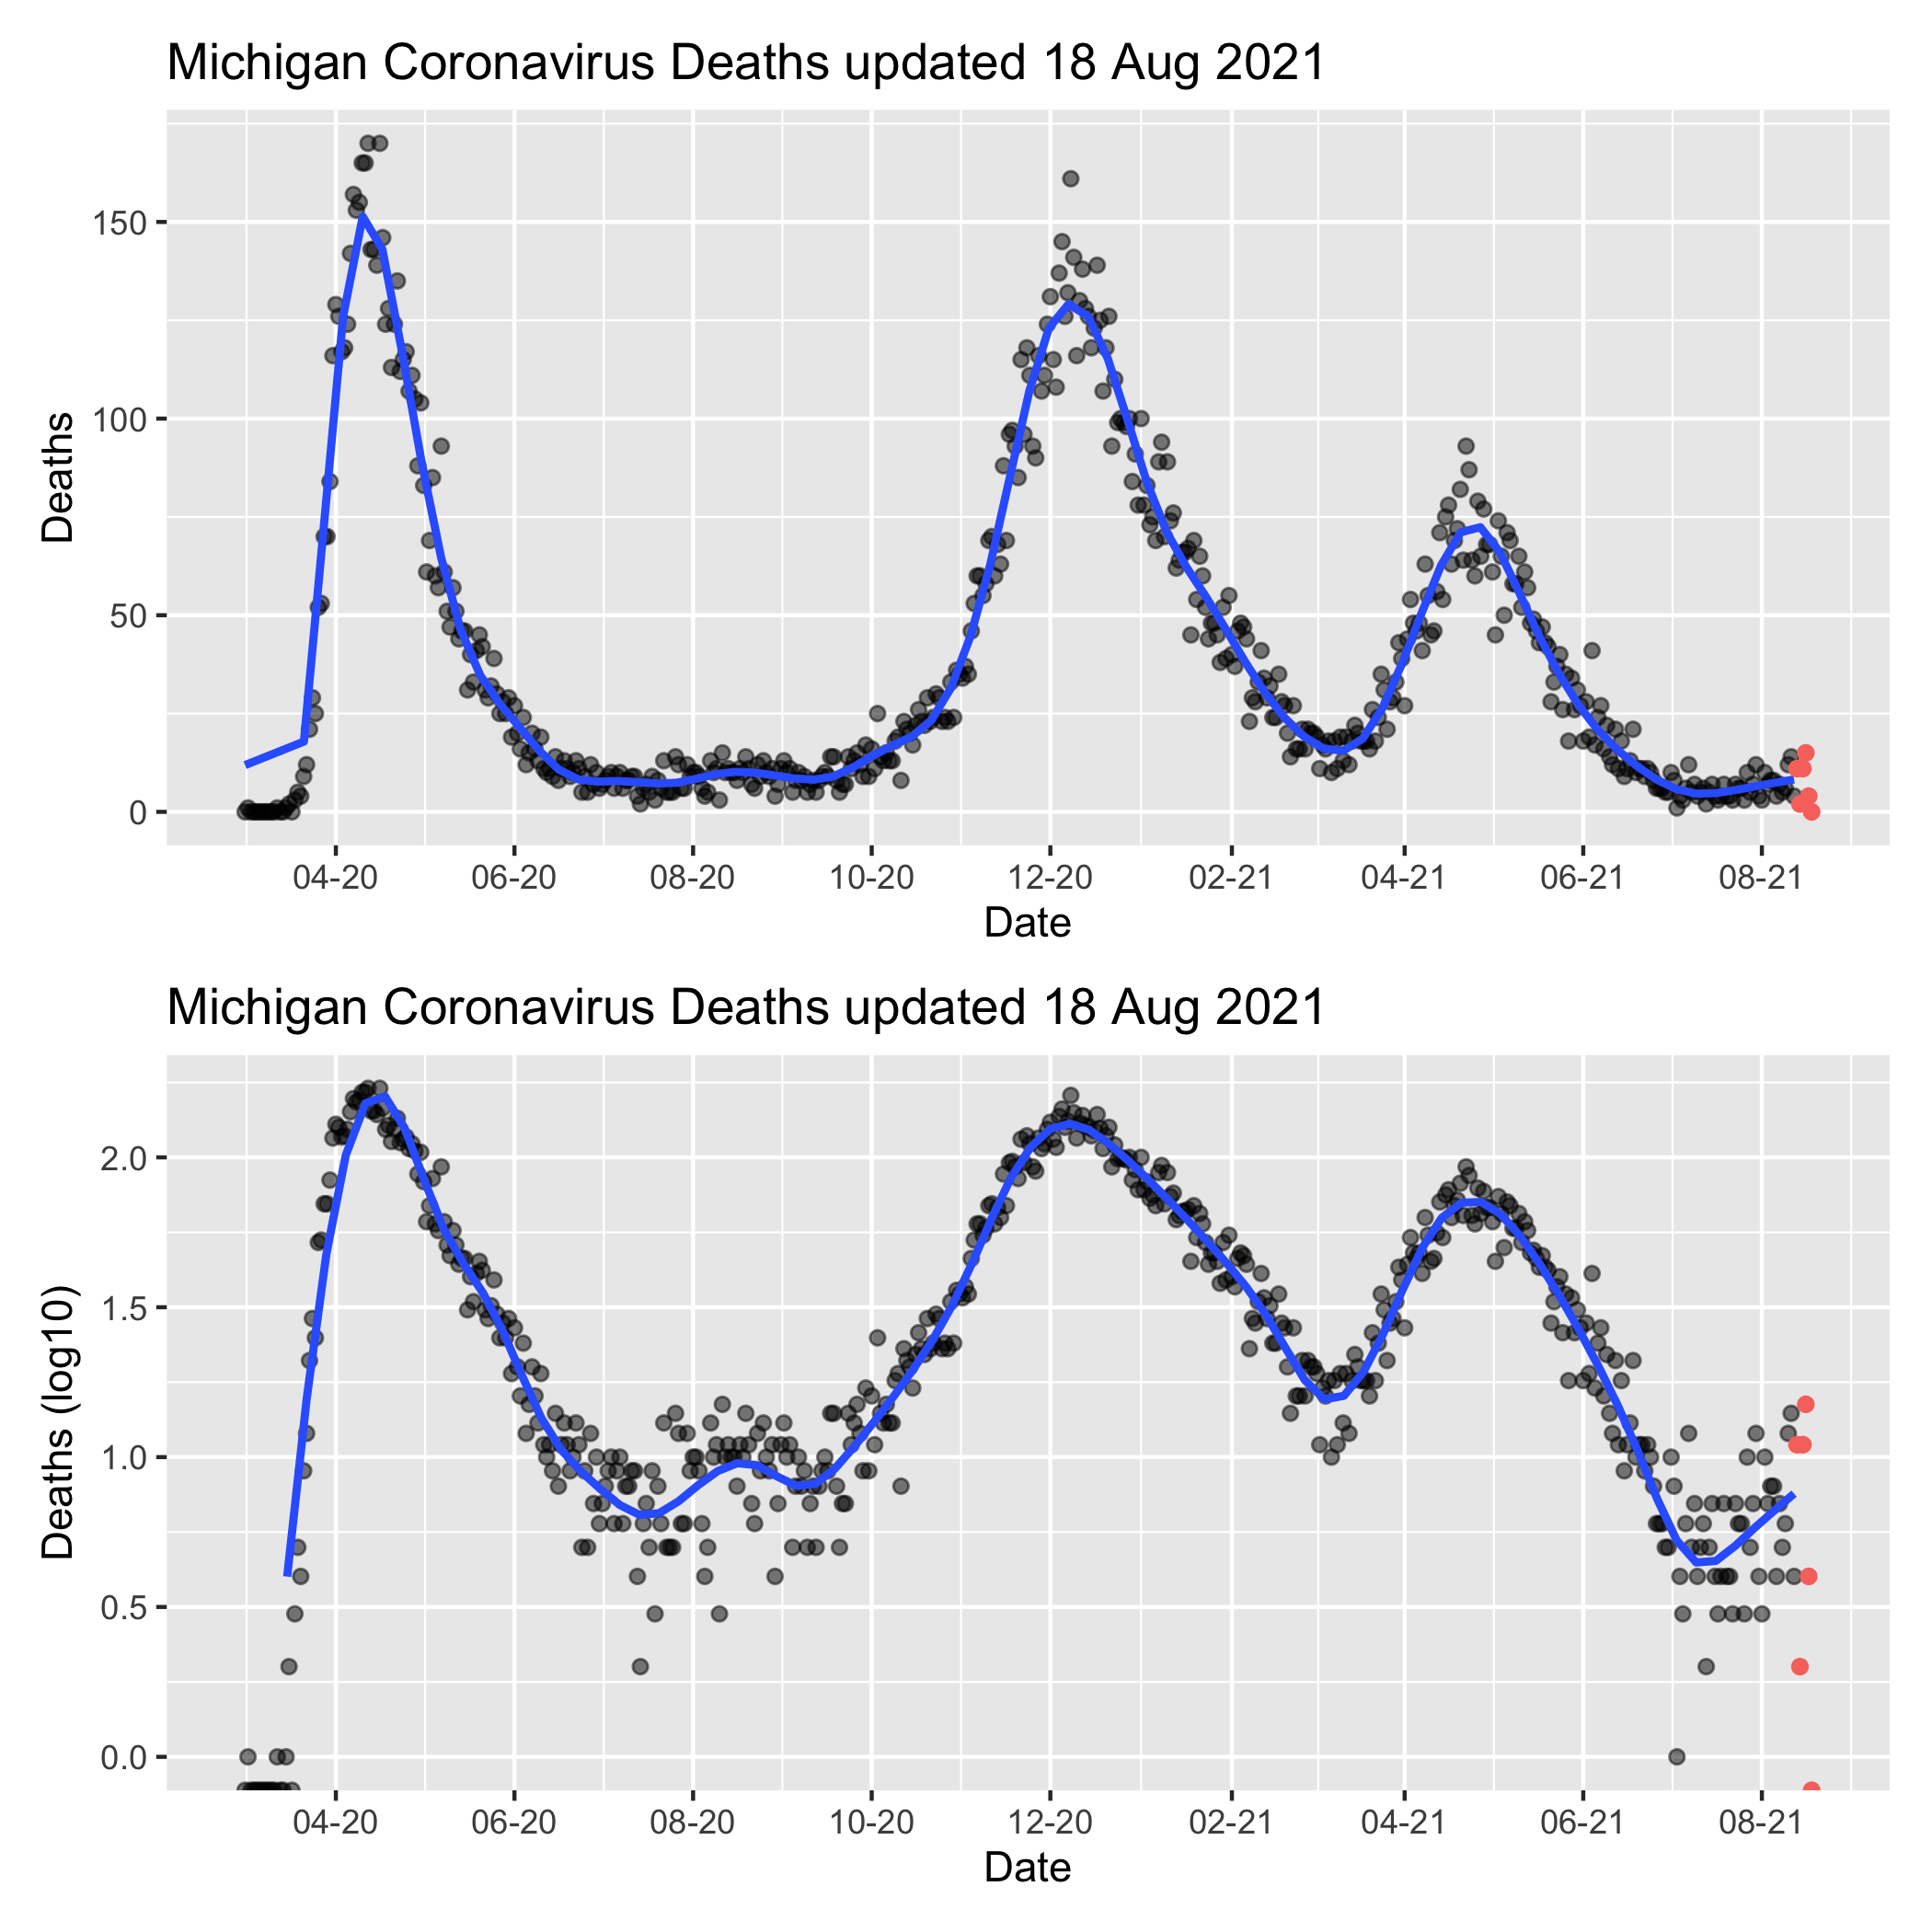 Michigan Coronavirus Deaths updated 18 Aug 2021
150
100
50
0
Deaths
04-20 06-20 08-20 10-20 12-20 02-21 04-21 06-21 08-21
Date
Michigan Coronavirus Deaths updated 18 Aug 2021
2.0
1.5
1.0
0.5
0.0
Deaths (log10)
04-20 06-20 08-20 10-20 12-20 02-21 04-21 06-21 08-21
Date